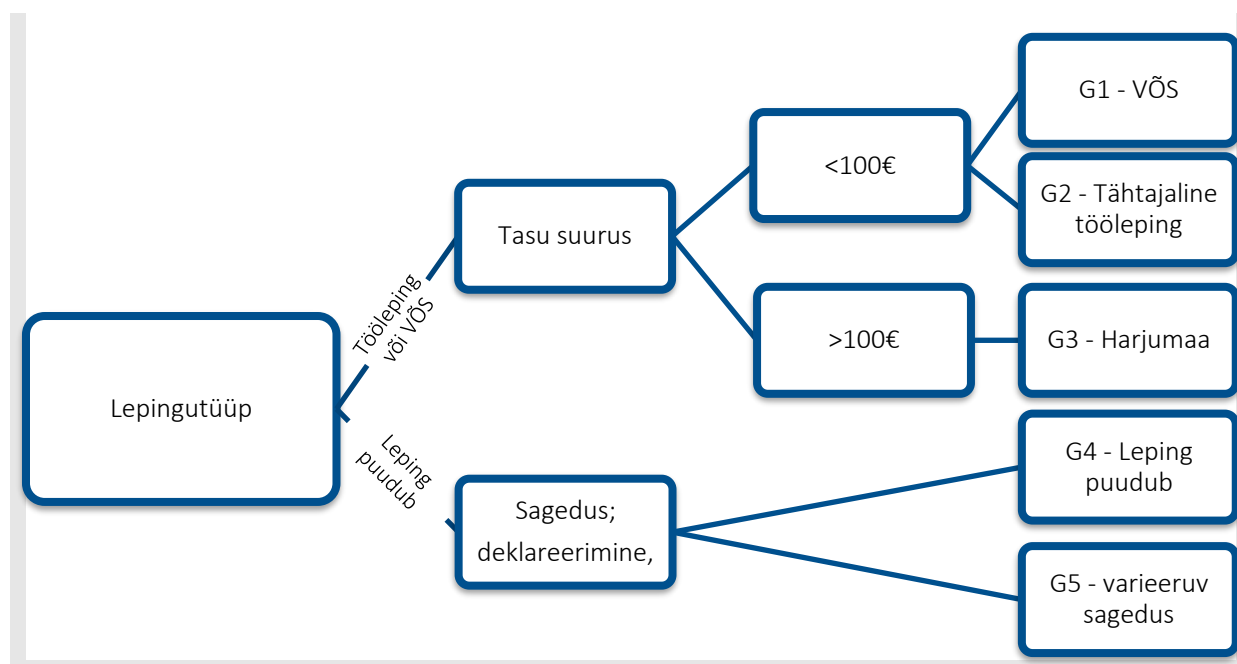 Lepingutüüp
Tööleping
või VÕS
Leping
puudub
Tasu suurus
Sagedus;
deklareerimine,
<100€
>100€
G1 - VÕS
G2 - Tähtajaline
tööleping
G3 - Harjumaa
G4 - Leping
puudub
G5 - varieeruv
sagedus